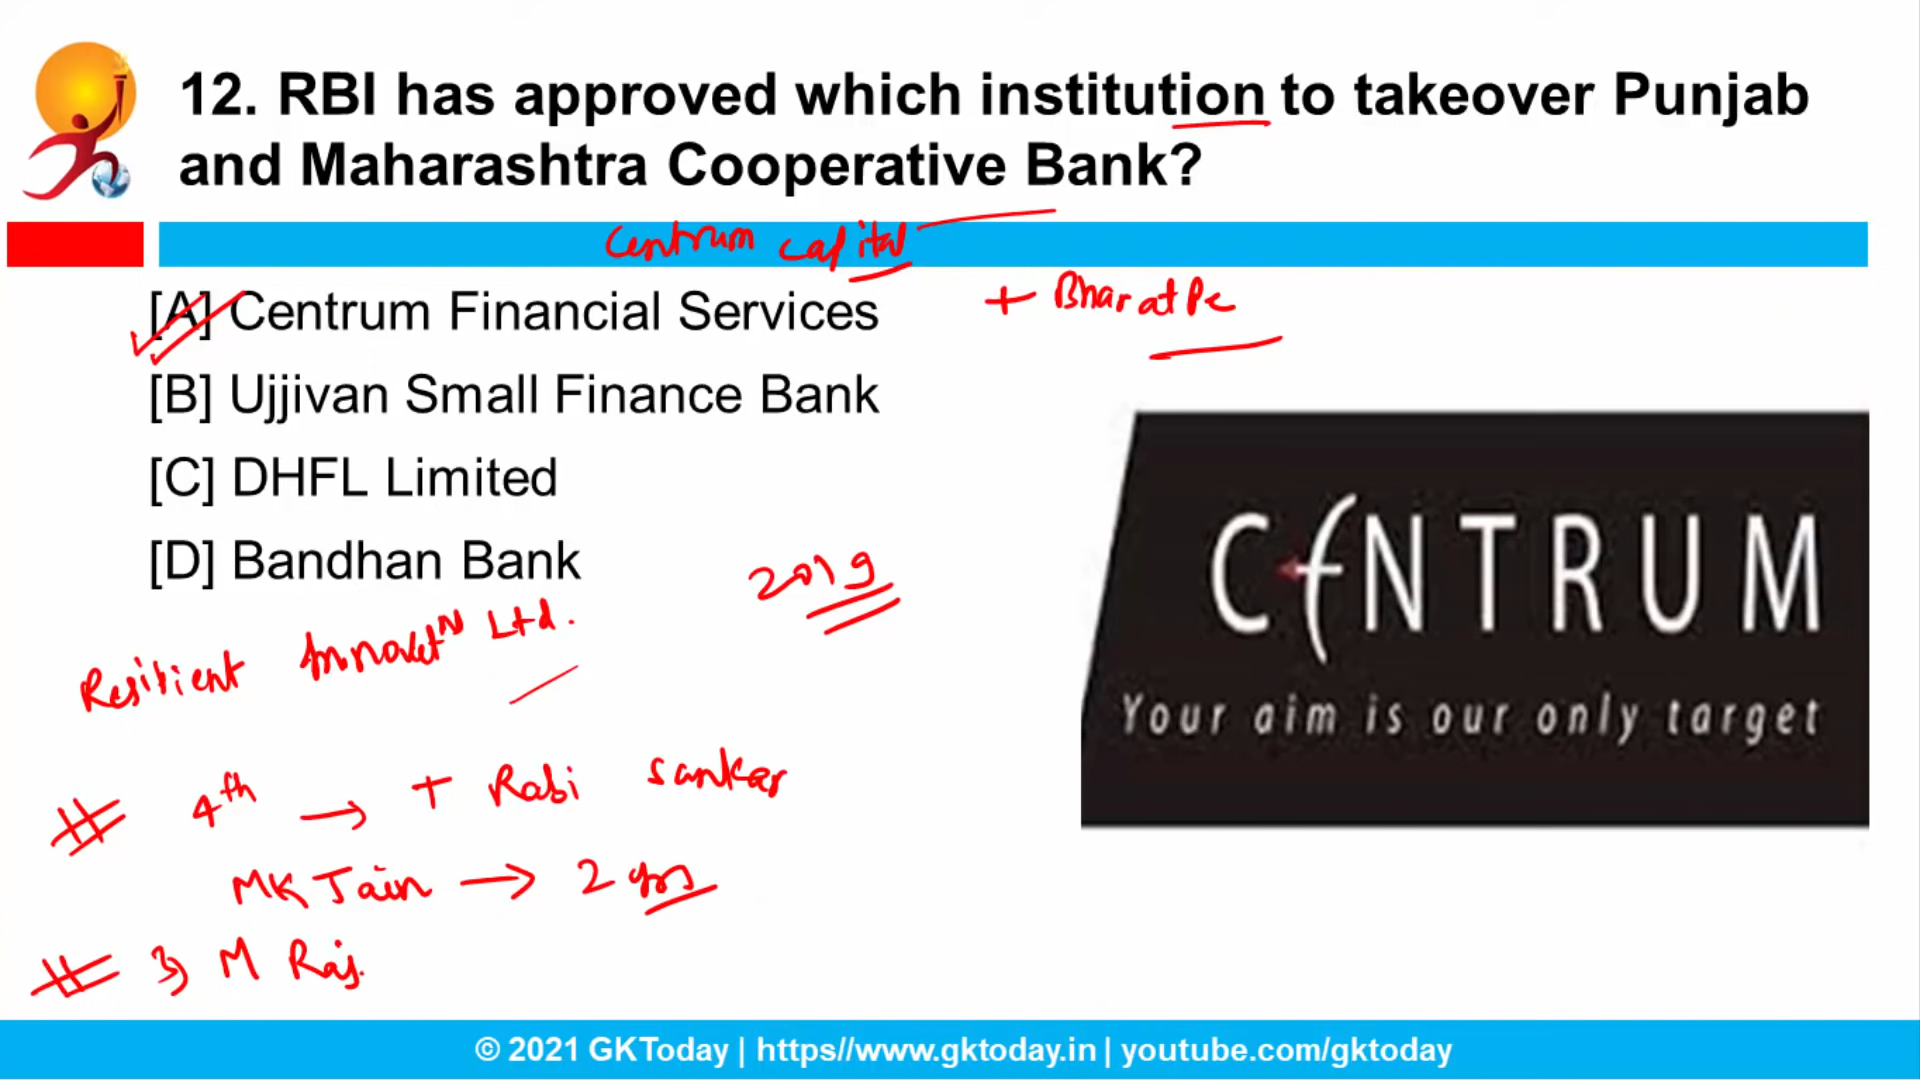 12. RBI has approved which institution to takeover Punjab
and Maharashtra Cooperative Bank?
Centrum Capital
+ BharatPe
[A] Centrum Financial Services
[B] Ujjivan Small Finance Bank
[C] DHFL Limited
[D] Bandhan Bank
2019
CENTRUM
Your aim is our only target
Resilient Innovatn Ltd.
4th → + Rabi Sankar
MK Jain → 2 yrs
3) M Raj.
© 2021 GKToday | https//www.gktoday.in | youtube.com/gktoday